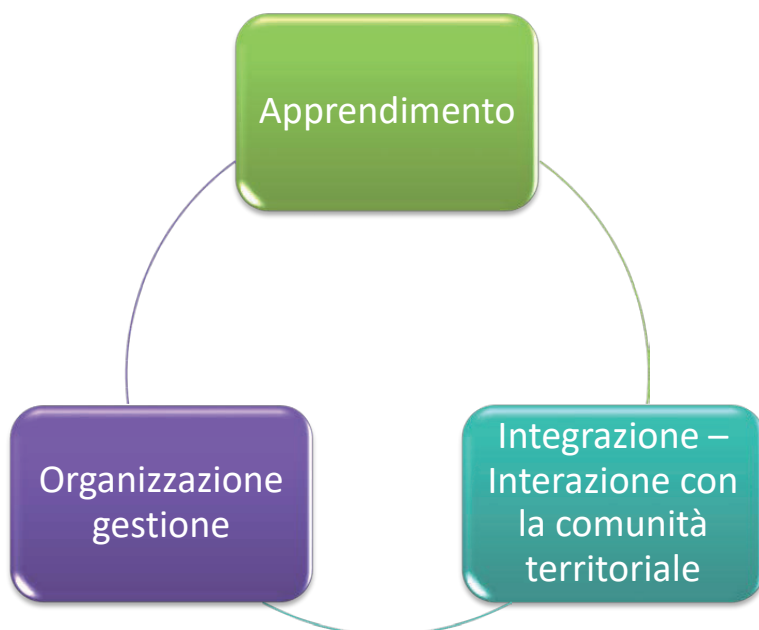 Apprendimento
Organizzazione
gestione
Integrazione –
Interazione con
la comunità
territoriale